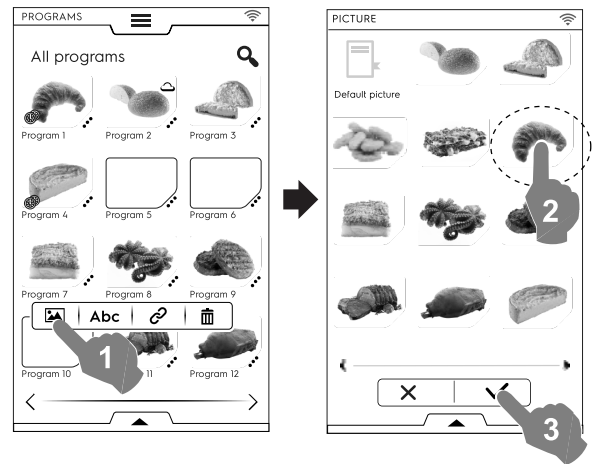 PROGRAMS
All programs
Program 1
Program 2
Program 3
Program 4
Program 5
Program 6
Program 7
Program 8
Program 9
Abc
1
Program 10
11
Program 12
PICTURE
Default picture
2
3